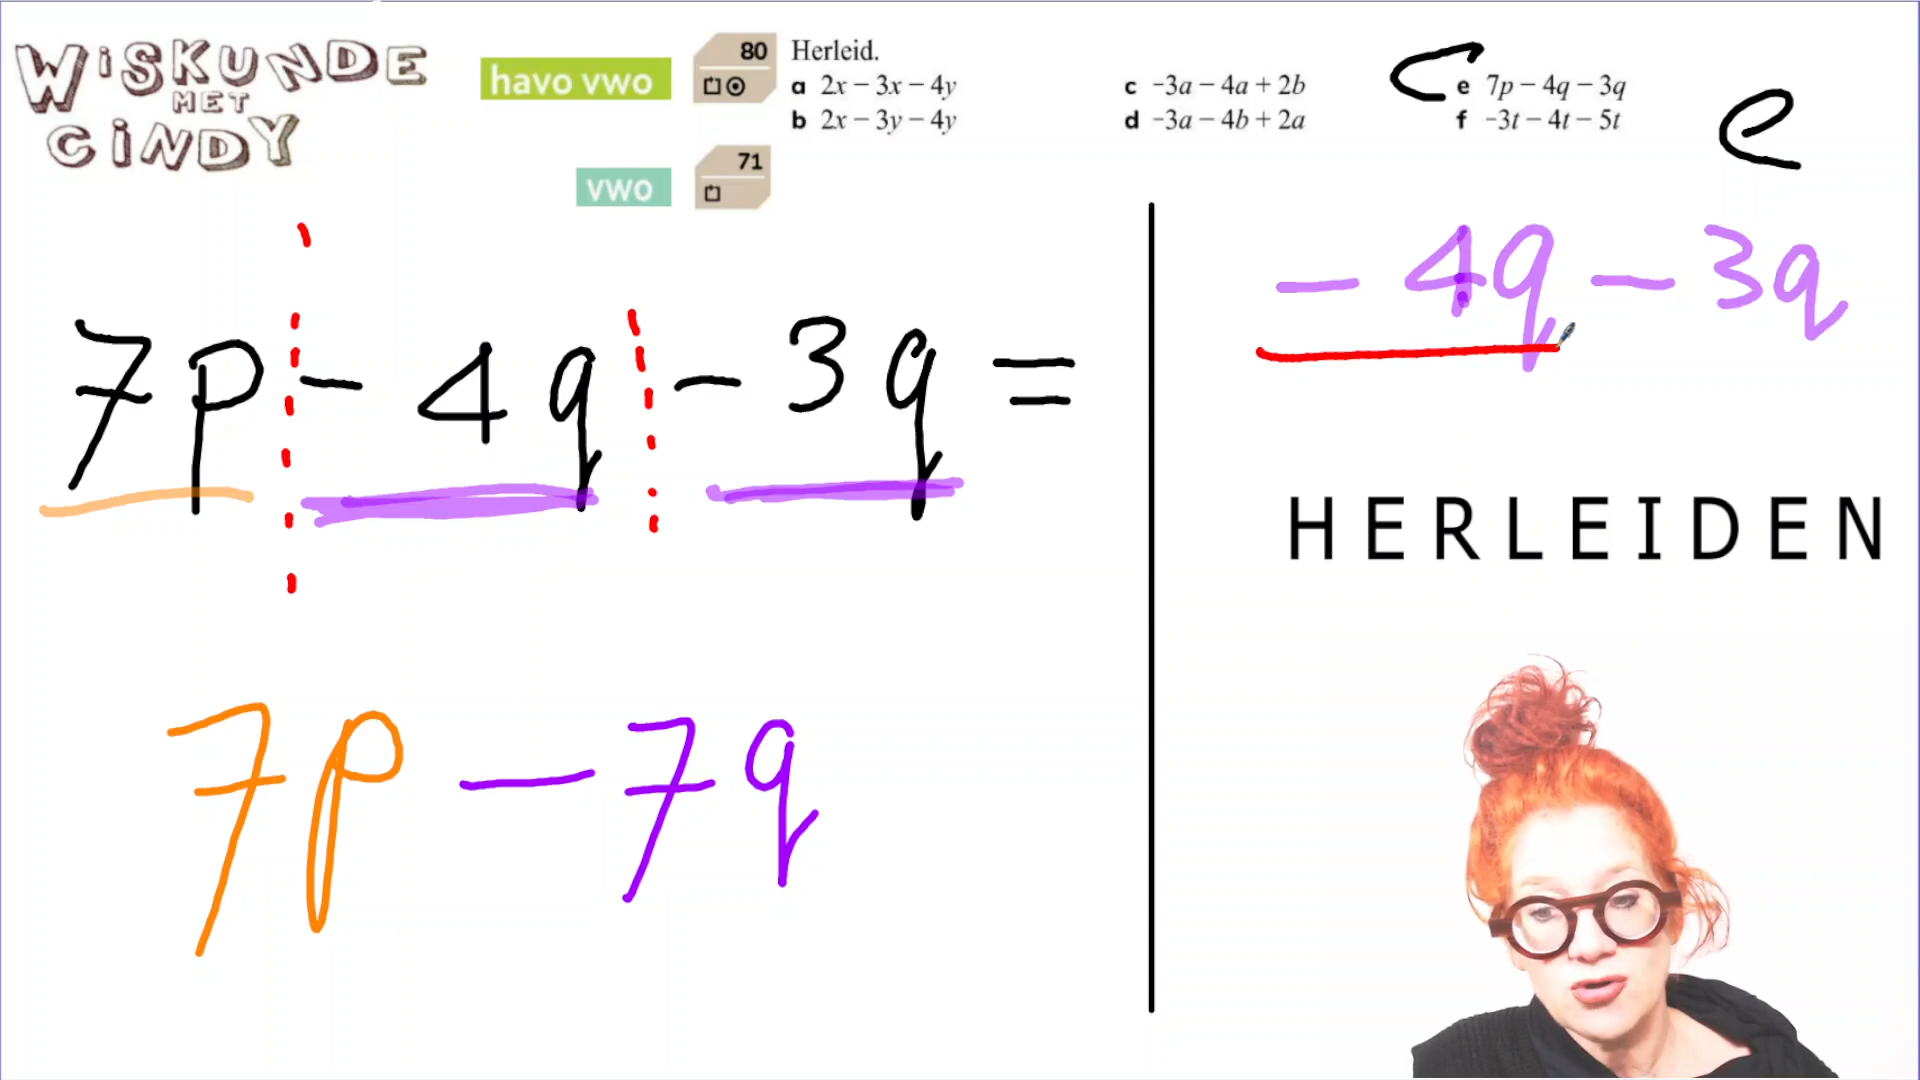 WiSKUNDE
MET
CiNDY
havo vwo
80
Herleid.
a 2x – 3x – 4y
b 2x – 3y – 4y
c -3a – 4a + 2b
d -3a – 4b + 2a
e 7p – 4q – 3q
f -3t – 4t – 5t
vwo
71
e
7p – 4q – 3q =
– 4q – 3q
HERLEIDEN
7p – 7q